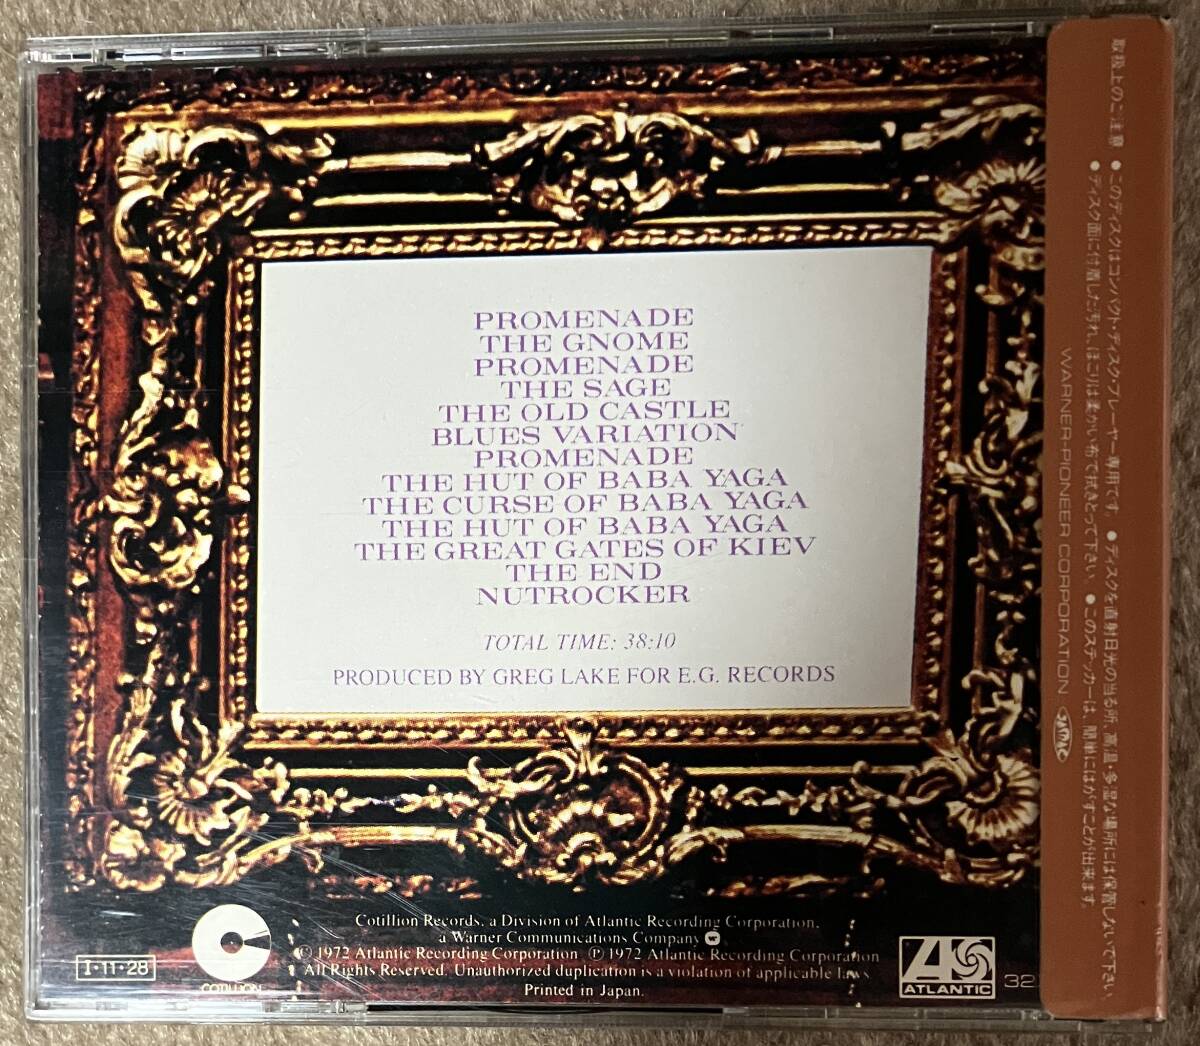 PROMENADE
THE GNOME
PROMENADE
THE SAGE
THE OLD CASTLE
BLUES VARIATION
PROMENADE
THE HUT OF BABA YAGA
THE CURSE OF BABA YAGA
THE HUT OF BABA YAGA
THE GREAT GATES OF KIEV
THE END
NUTROCKER
TOTAL TIME: 38:10
PRODUCED BY GREG LAKE FOR E.G. RECORDS
Cotillion Records, a Division of Atlantic Recording Corporation,
a Warner Communications Company
© 1972 Atlantic Recording Corporation ℗ 1972 Atlantic Recording Corporation
All Rights Reserved. Unauthorized duplication is a violation of applicable laws
Printed in Japan.
I・11・28
COTILLION
ATLANTIC
32
取扱上のご注意 ●このディスクはコンパクト・ディスク・プレーヤー専用です ●ディスクを直射日光の当る所、高温・多湿な場所には保管しないで下さい。
●ディスク面に付着した汚れ、ほこりは柔かい布で拭きとって下さい ●このステッカーは、簡単にはがすことが出来ます。
WARNER-PIONEER CORPORATION
JASRAC